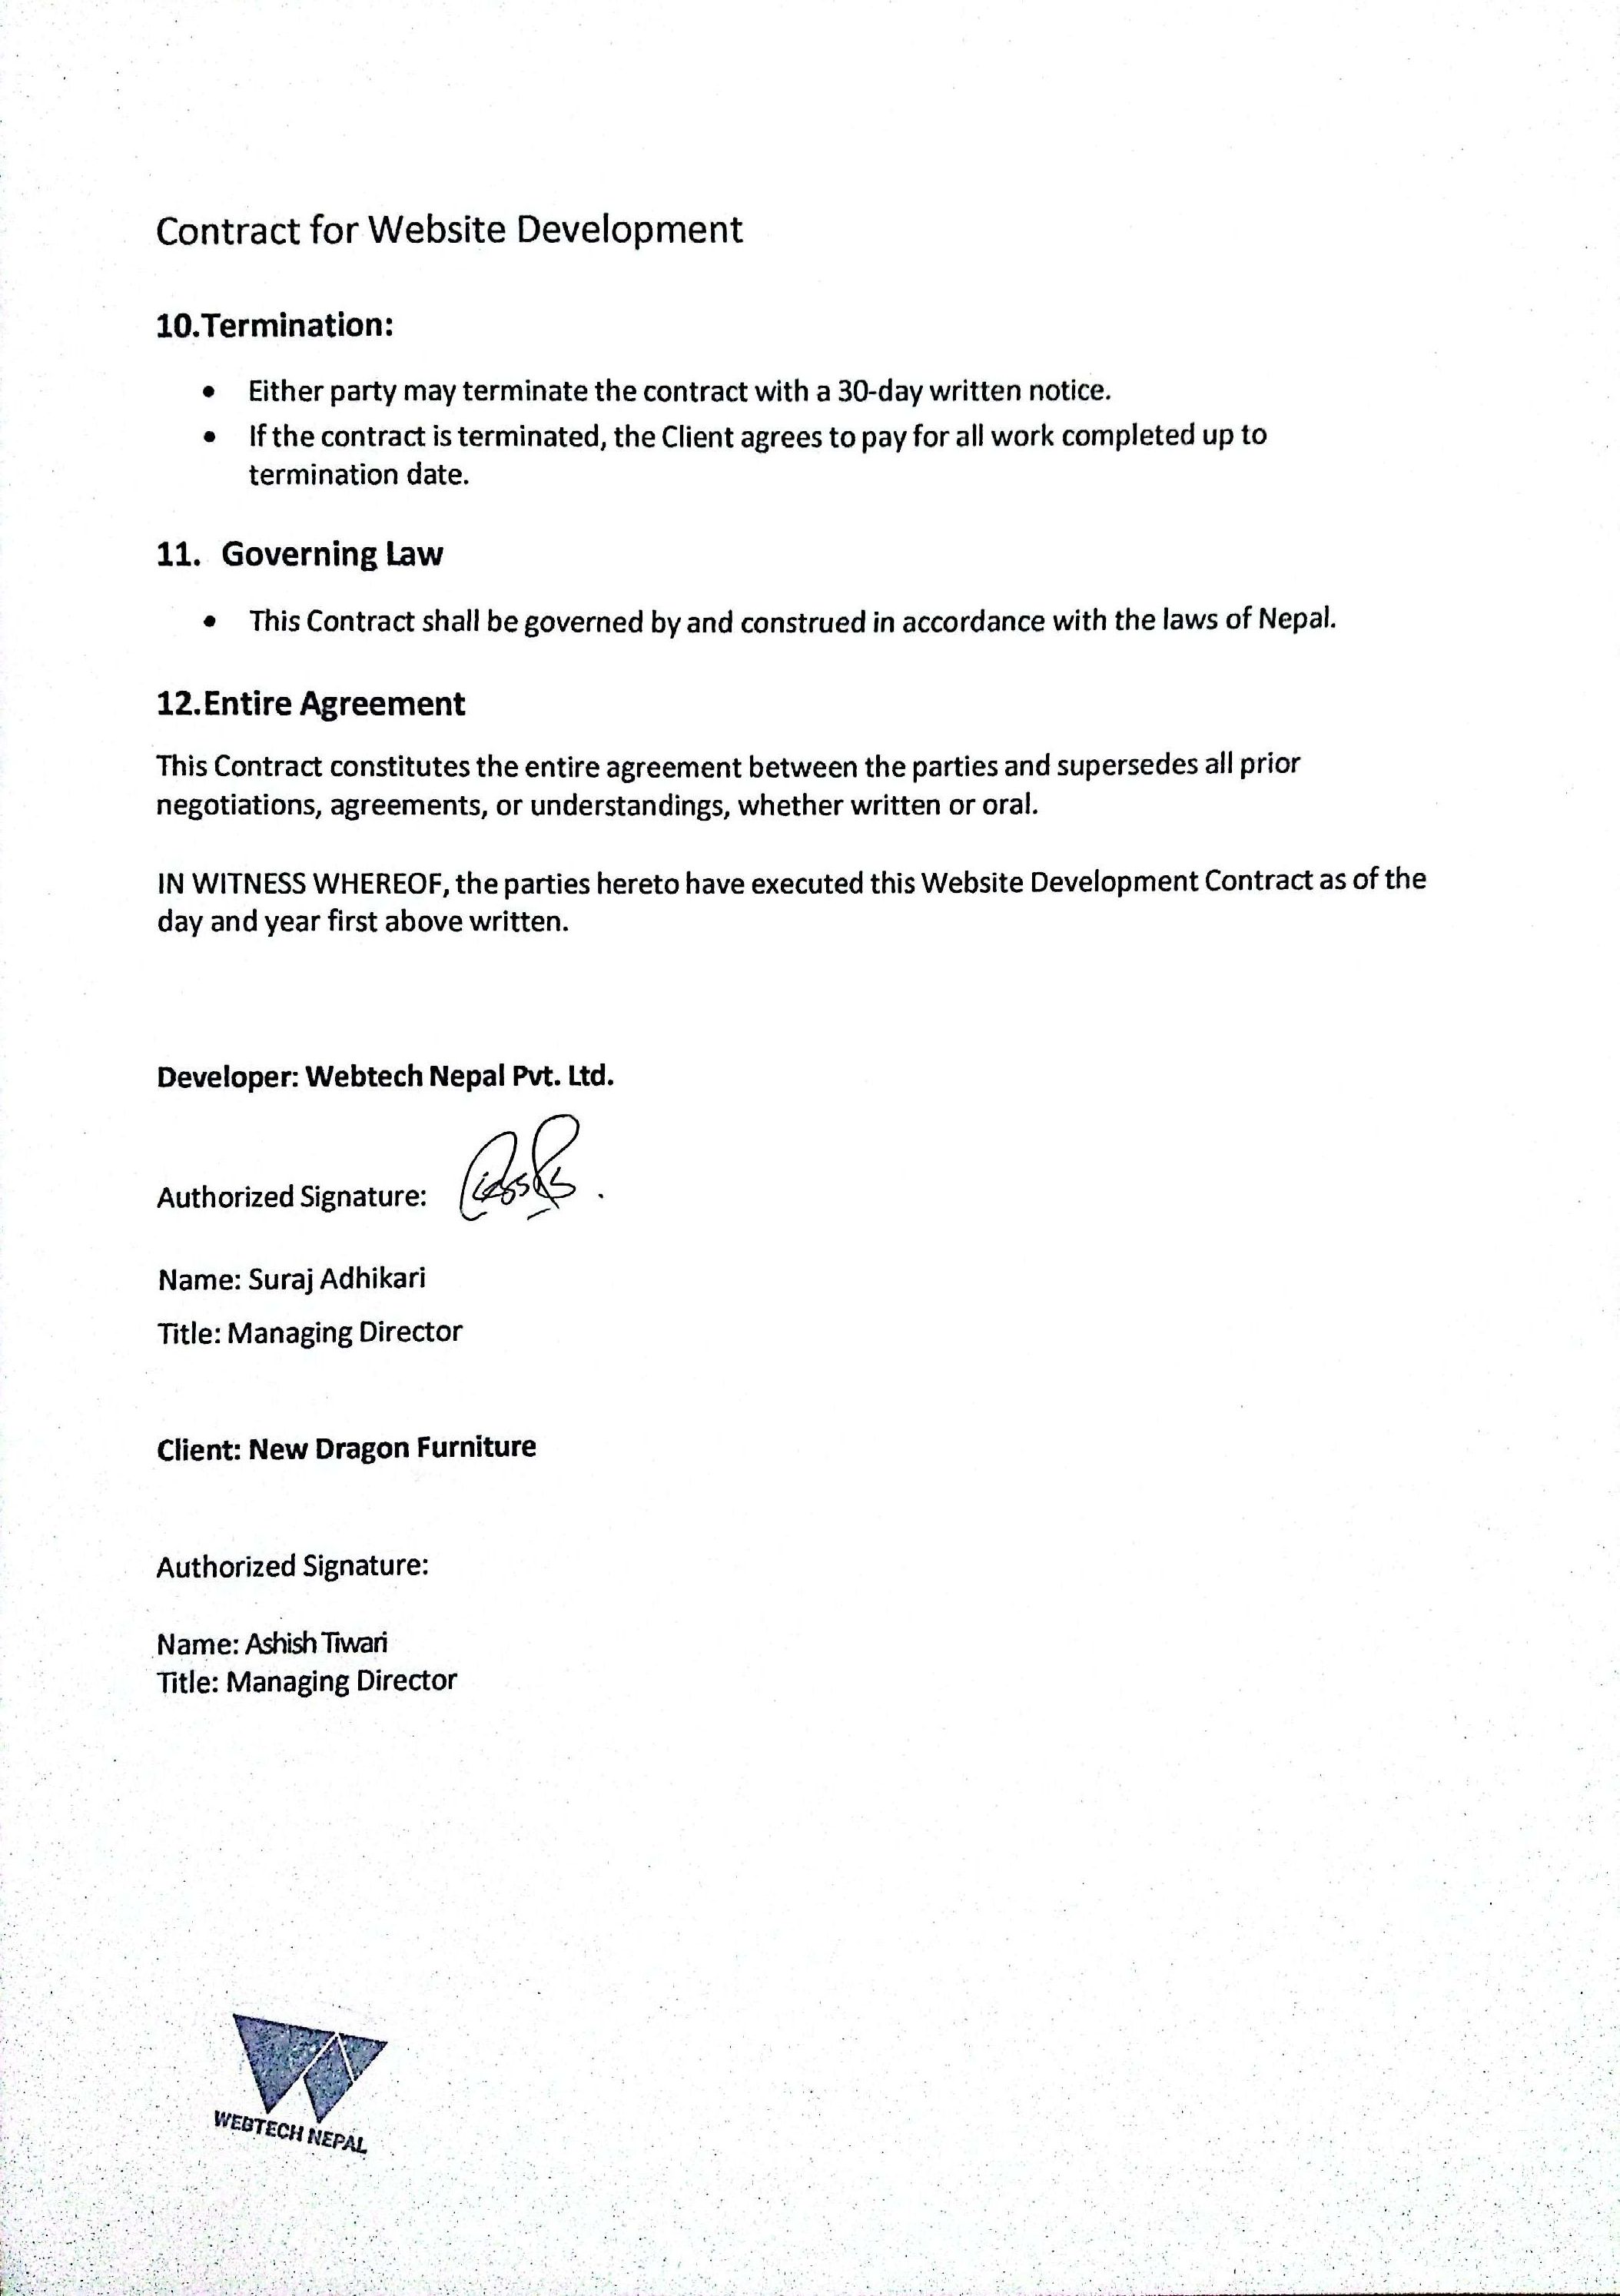 Contract for Website Development
10.Termination:
• Either party may terminate the contract with a 30-day written notice.
• If the contract is terminated, the Client agrees to pay for all work completed up to
termination date.
11. Governing Law
• This Contract shall be governed by and construed in accordance with the laws of Nepal.
12.Entire Agreement
This Contract constitutes the entire agreement between the parties and supersedes all prior
negotiations, agreements, or understandings, whether written or oral.
IN WITNESS WHEREOF, the parties hereto have executed this Website Development Contract as of the
day and year first above written.
Developer: Webtech Nepal Pvt. Ltd.
Authorized Signature:
Name: Suraj Adhikari
Title: Managing Director
Client: New Dragon Furniture
Authorized Signature:
Name: Ashish Tiwari
Title: Managing Director
WEBTECH NEPAL